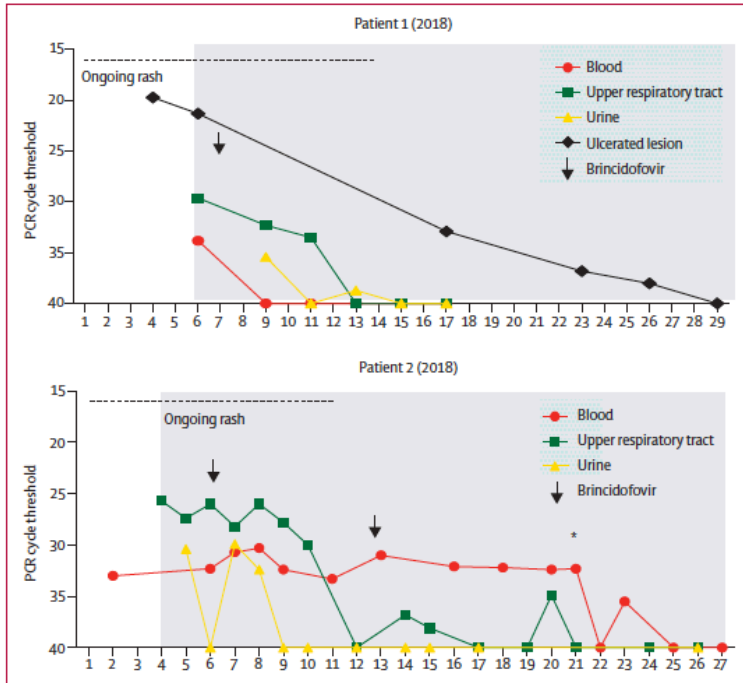 Patient 1 (2018)
15
20
25
30
35
40
PCR cycle threshold
Ongoing rash
Blood
Upper respiratory tract
Urine
Ulcerated lesion
Brincidofovir
1 2 3 4 5 6 7 8 9 10 11 12 13 14 15 16 17 18 19 20 21 22 23 24 25 26 27 28 29
Patient 2 (2018)
15
20
25
30
35
40
PCR cycle threshold
Ongoing rash
Blood
Upper respiratory tract
Urine
Brincidofovir
*
1 2 3 4 5 6 7 8 9 10 11 12 13 14 15 16 17 18 19 20 21 22 23 24 25 26 27